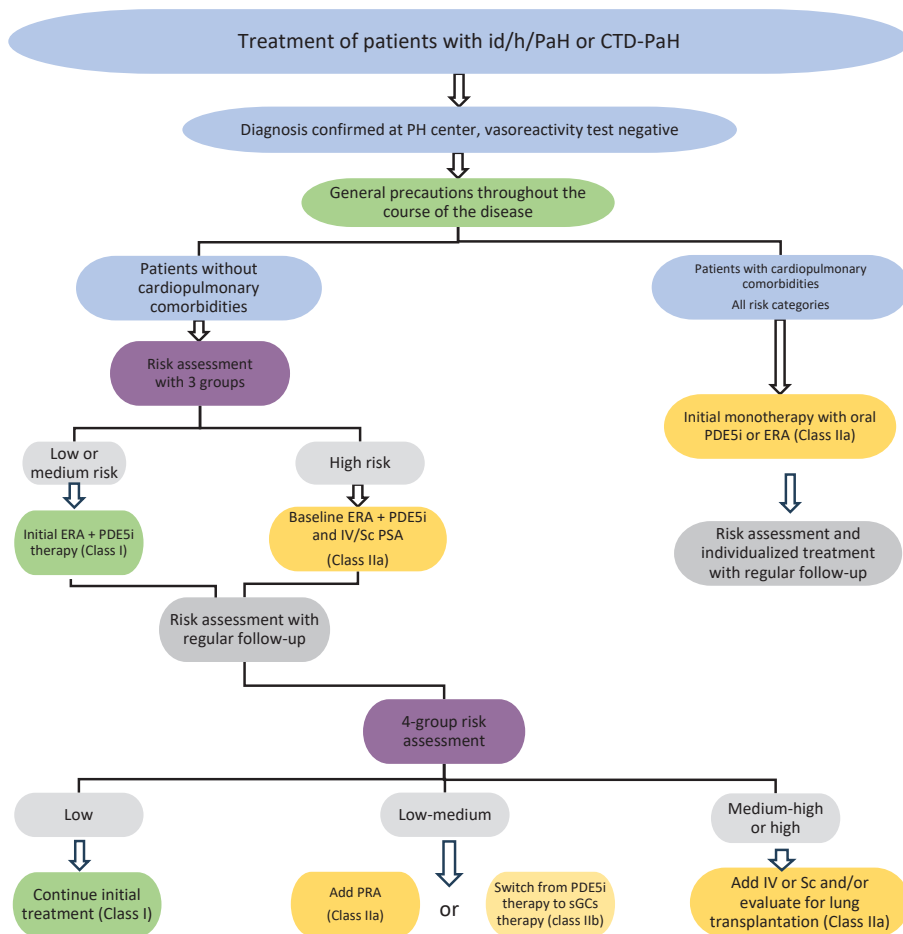 Treatment of patients with id/h/PaH or CTD-PaH
Diagnosis confirmed at PH center, vasoreactivity test negative
General precautions throughout the
course of the disease
Patients without
cardiopulmonary
comorbidities
Patients with cardiopulmonary
comorbidities
All risk categories
Risk assessment
with 3 groups
Initial monotherapy with oral
PDE5i or ERA (Class IIa)
Low or
medium risk
High risk
Initial ERA + PDE5i
therapy (Class I)
Baseline ERA + PDE5i
and IV/Sc PSA
(Class IIa)
Risk assessment and
individualized treatment
with regular follow-up
Risk assessment with
regular follow-up
4-group risk
assessment
Low
Low-medium
Medium-high
or high
Continue initial
treatment (Class I)
Add PRA
(Class IIa)
or
Switch from PDE5i
therapy to sGCs
therapy (class IIb)
Add IV or Sc and/or
evaluate for lung
transplantation (Class IIa)